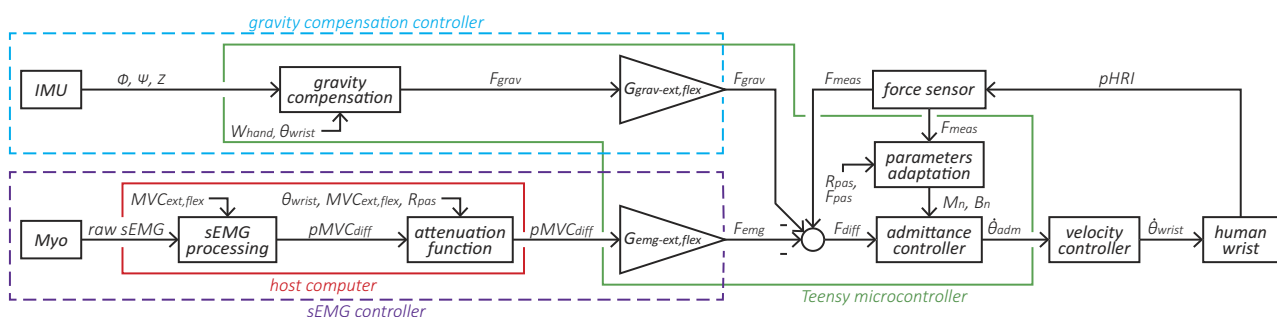 gravity compensation controller
IMU
Φ, Ψ, Z
gravity
compensation
Fgrav
Ggrav-ext,flex
Fgrav
Whand, θwrist
Fmeas
force sensor
pHRI
Fmeas
parameters
adaptation
Rpas,
Fpas
Mn, Bn
MVCext,flex
θwrist, MVCext,flex, Rpas
Myo
raw sEMG
sEMG
processing
pMVCdiff
attenuation
function
pMVCdiff
Gemg-ext,flex
Femg
-
-
Fdiff
admittance
controller
θ̇adm
velocity
controller
θ̇wrist
human
wrist
host computer
Teensy microcontroller
sEMG controller